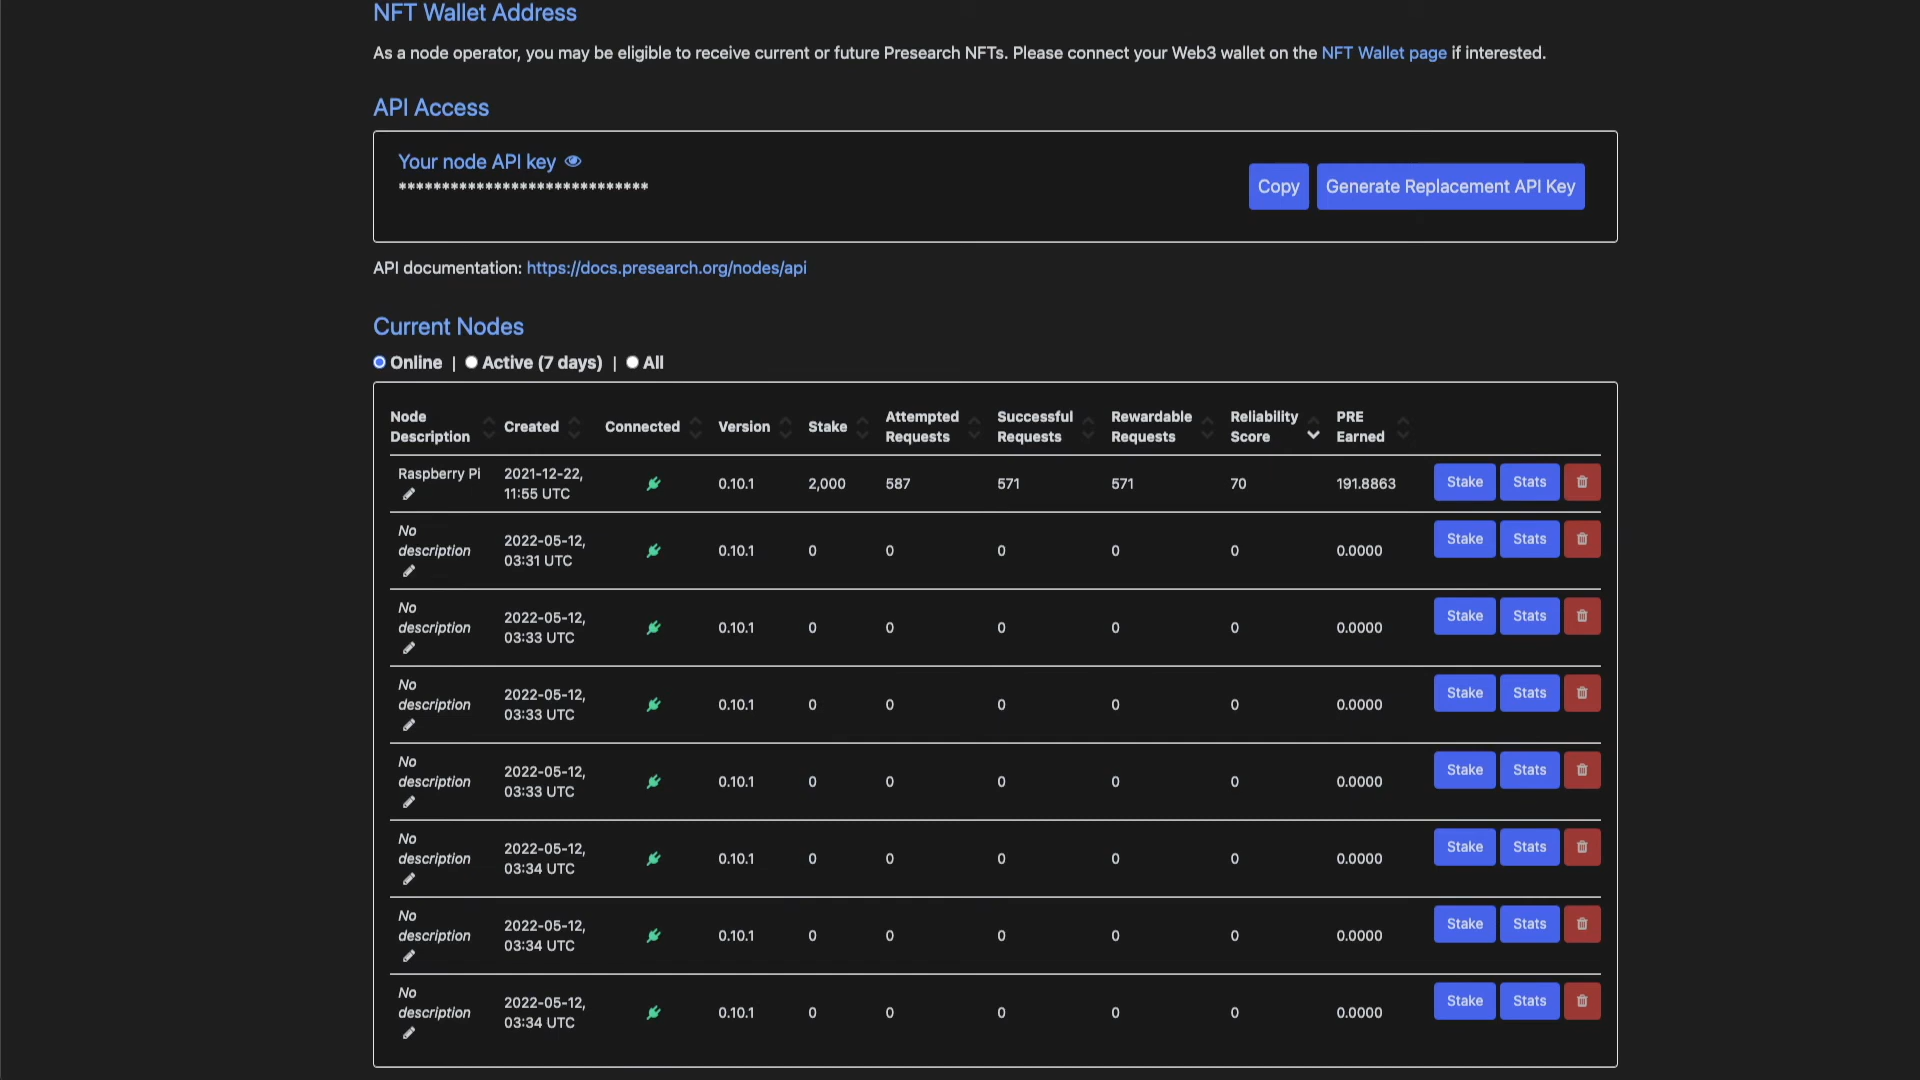 NFT Wallet Address
As a node operator, you may be eligible to receive current or future Presearch NFTs. Please connect your Web3 wallet on the NFT Wallet page if interested.
API Access
Your node API key
*****************************
Copy Generate Replacement API Key
API documentation: https://docs.presearch.org/nodes/api
Current Nodes
Online | Active (7 days) | All
Node Description Created Connected Version Stake Attempted Requests Successful Requests Rewardable Requests Reliability Score PRE Earned
Raspberry Pi 2021-12-22, 11:55 UTC 0.10.1 2,000 587 571 571 70 191.8863 Stake Stats
No description 2022-05-12, 03:31 UTC 0.10.1 0 0 0 0 0 0.0000 Stake Stats
No description 2022-05-12, 03:33 UTC 0.10.1 0 0 0 0 0 0.0000 Stake Stats
No description 2022-05-12, 03:33 UTC 0.10.1 0 0 0 0 0 0.0000 Stake Stats
No description 2022-05-12, 03:33 UTC 0.10.1 0 0 0 0 0 0.0000 Stake Stats
No description 2022-05-12, 03:34 UTC 0.10.1 0 0 0 0 0 0.0000 Stake Stats
No description 2022-05-12, 03:34 UTC 0.10.1 0 0 0 0 0 0.0000 Stake Stats
No description 2022-05-12, 03:34 UTC 0.10.1 0 0 0 0 0 0.0000 Stake Stats